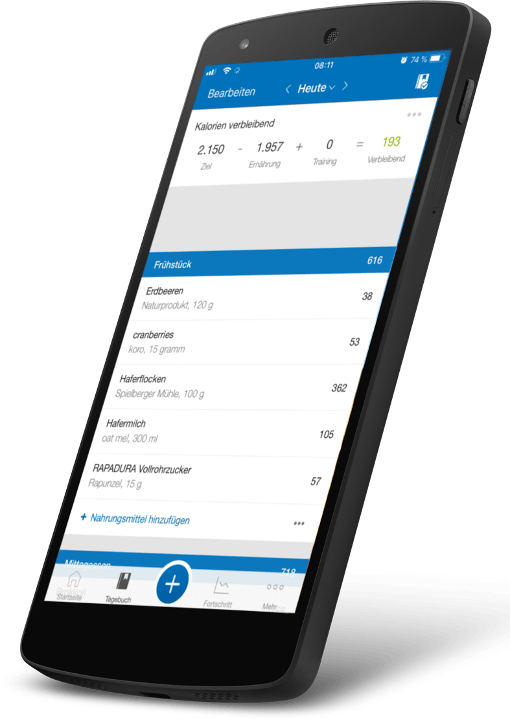 08:11
74 %
Bearbeiten
Heute
Kalorien verbleibend
2.150 - 1.957 + 0 = 193
Ziel Ernährung Training Verbleibend
Frühstück 616
Erdbeeren 38
Naturprodukt, 120 g
cranberries 53
koro, 15 gramm
Haferflocken 362
Spielberger Mühle, 100 g
Hafermilch 105
oat me!, 300 ml
RAPADURA Vollrohrzucker 57
Rapunzel, 15 g
+ Nahrungsmittel hinzufügen
Mittagessen 718
Startseite Tagebuch Fortschritt Mehr